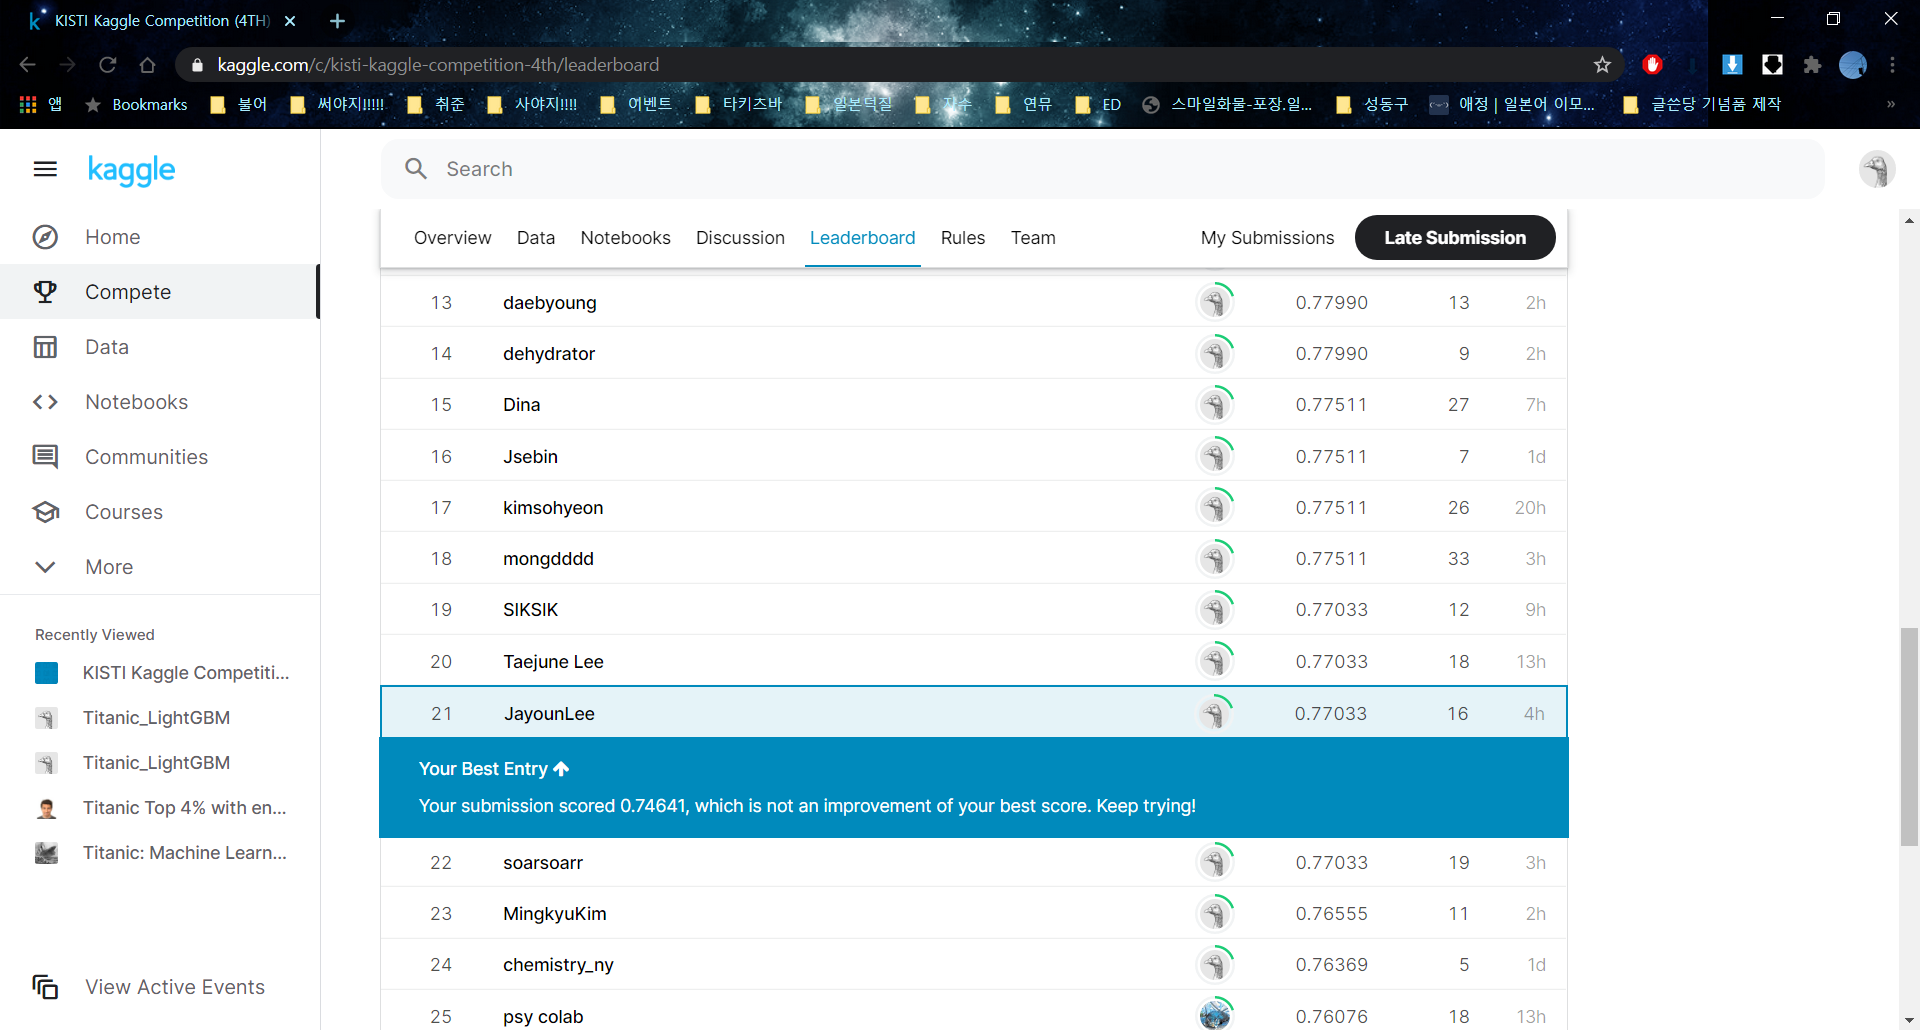 KISTI Kaggle Competition (4TH)
kaggle.com/c/kisti-kaggle-competition-4th/leaderboard
앱 Bookmarks 불어 써야지!!!!! 취준 사야지!!!! 이벤트 타키즈바 일본덕질 연뮤 ED 스마일화물-포장.일... 성동구 애정 | 일본어 이모... 글쓴당 기념품 제작 »
kaggle
Search
Home
Compete
Data
Notebooks
Communities
Courses
More
Recently Viewed
KISTI Kaggle Competiti...
Titanic_LightGBM
Titanic_LightGBM
Titanic Top 4% with en...
Titanic: Machine Learn...
View Active Events
Overview Data Notebooks Discussion Leaderboard Rules Team My Submissions Late Submission
13 daebyoung 0.77990 13 2h
14 dehydrator 0.77990 9 2h
15 Dina 0.77511 27 7h
16 Jsebin 0.77511 7 1d
17 kimsohyeon 0.77511 26 20h
18 mongdddd 0.77511 33 3h
19 SIKSIK 0.77033 12 9h
20 Taejune Lee 0.77033 18 13h
21 JayounLee 0.77033 16 4h
Your Best Entry
Your submission scored 0.74641, which is not an improvement of your best score. Keep trying!
22 soarsoarr 0.77033 19 3h
23 MingkyuKim 0.76555 11 2h
24 chemistry_ny 0.76369 5 1d
25 psy colab 0.76076 18 13h